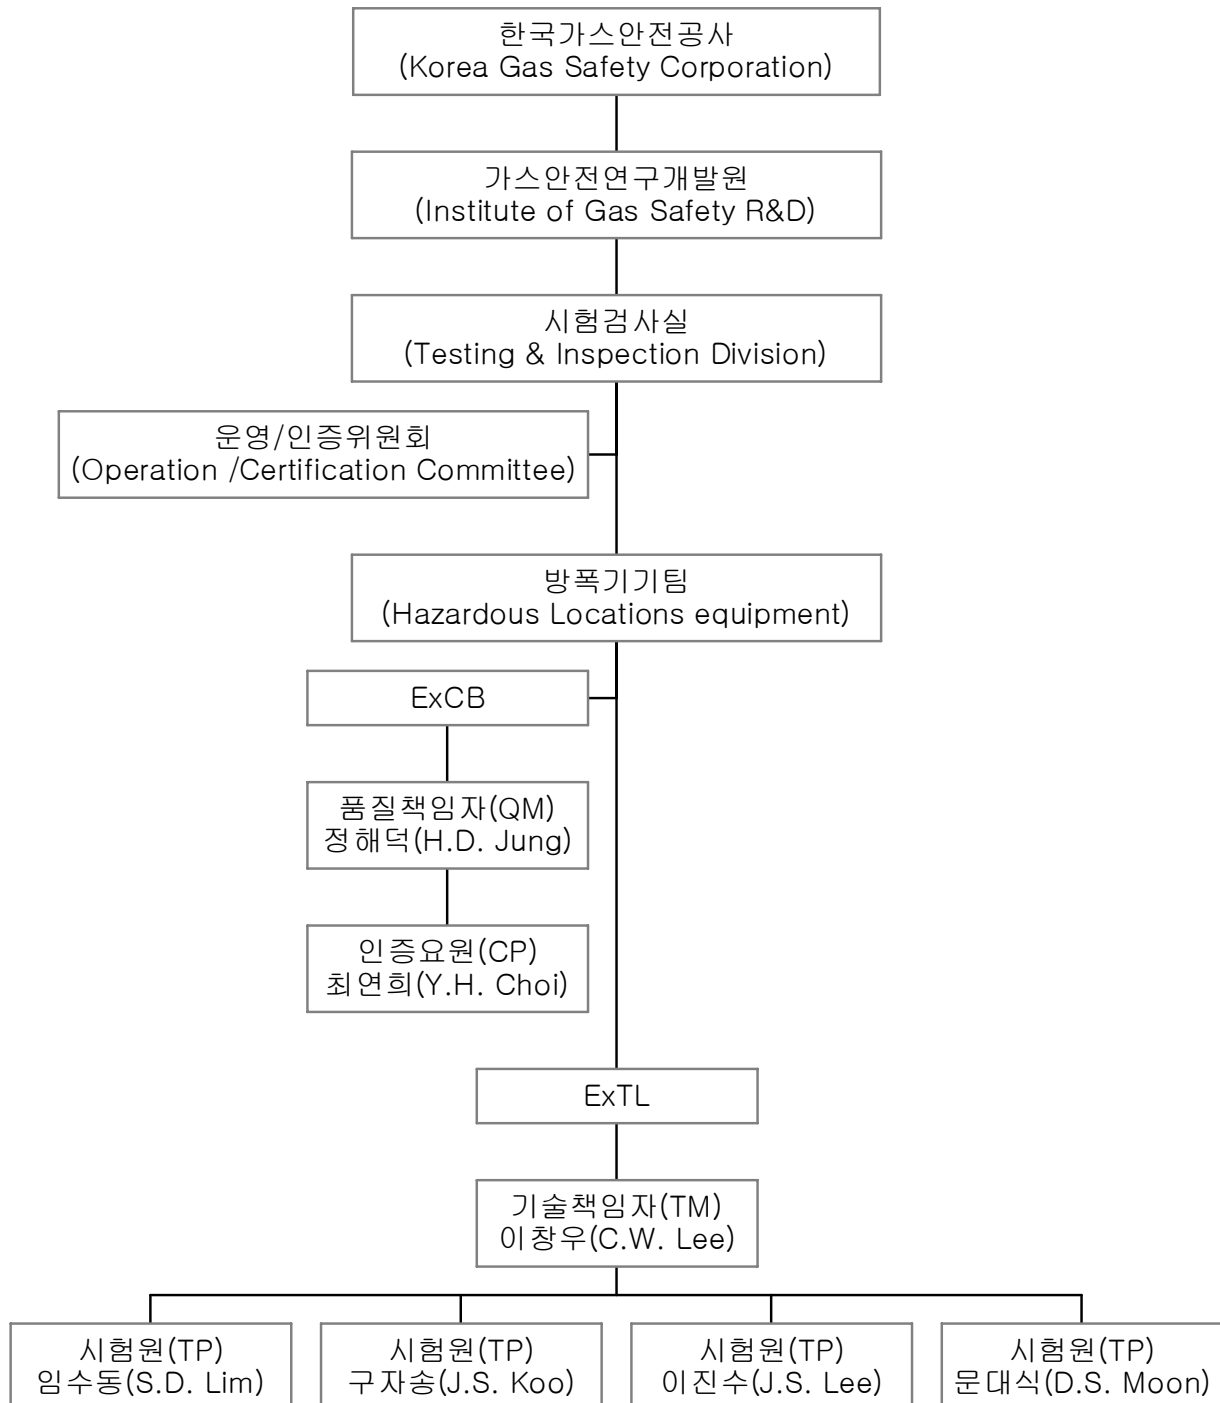 한국가스안전공사
(Korea Gas Safety Corporation)
가스안전연구개발원
(Institute of Gas Safety R&D)
시험검사실
(Testing & Inspection Division)
운영/인증위원회
(Operation /Certification Committee)
방폭기기팀
(Hazardous Locations equipment)
ExCB
품질책임자(QM)
정해덕(H.D. Jung)
인증요원(CP)
최연희(Y.H. Choi)
ExTL
기술책임자(TM)
이창우(C.W. Lee)
시험원(TP)
임수동(S.D. Lim)
시험원(TP)
구자송(J.S. Koo)
시험원(TP)
이진수(J.S. Lee)
시험원(TP)
문대식(D.S. Moon)